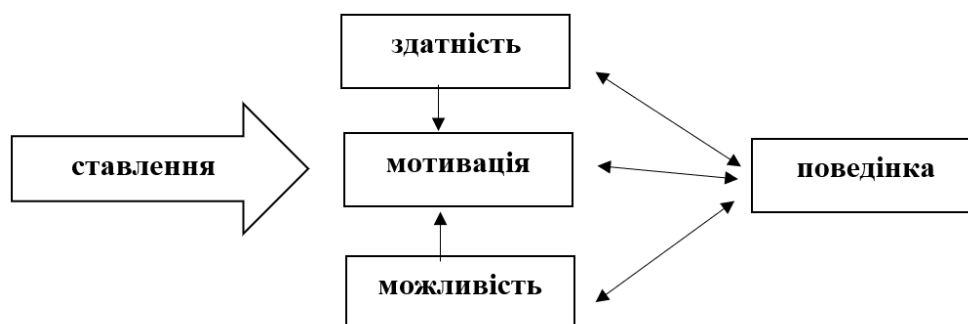 здатність
ставлення
мотивація
поведінка
можливість